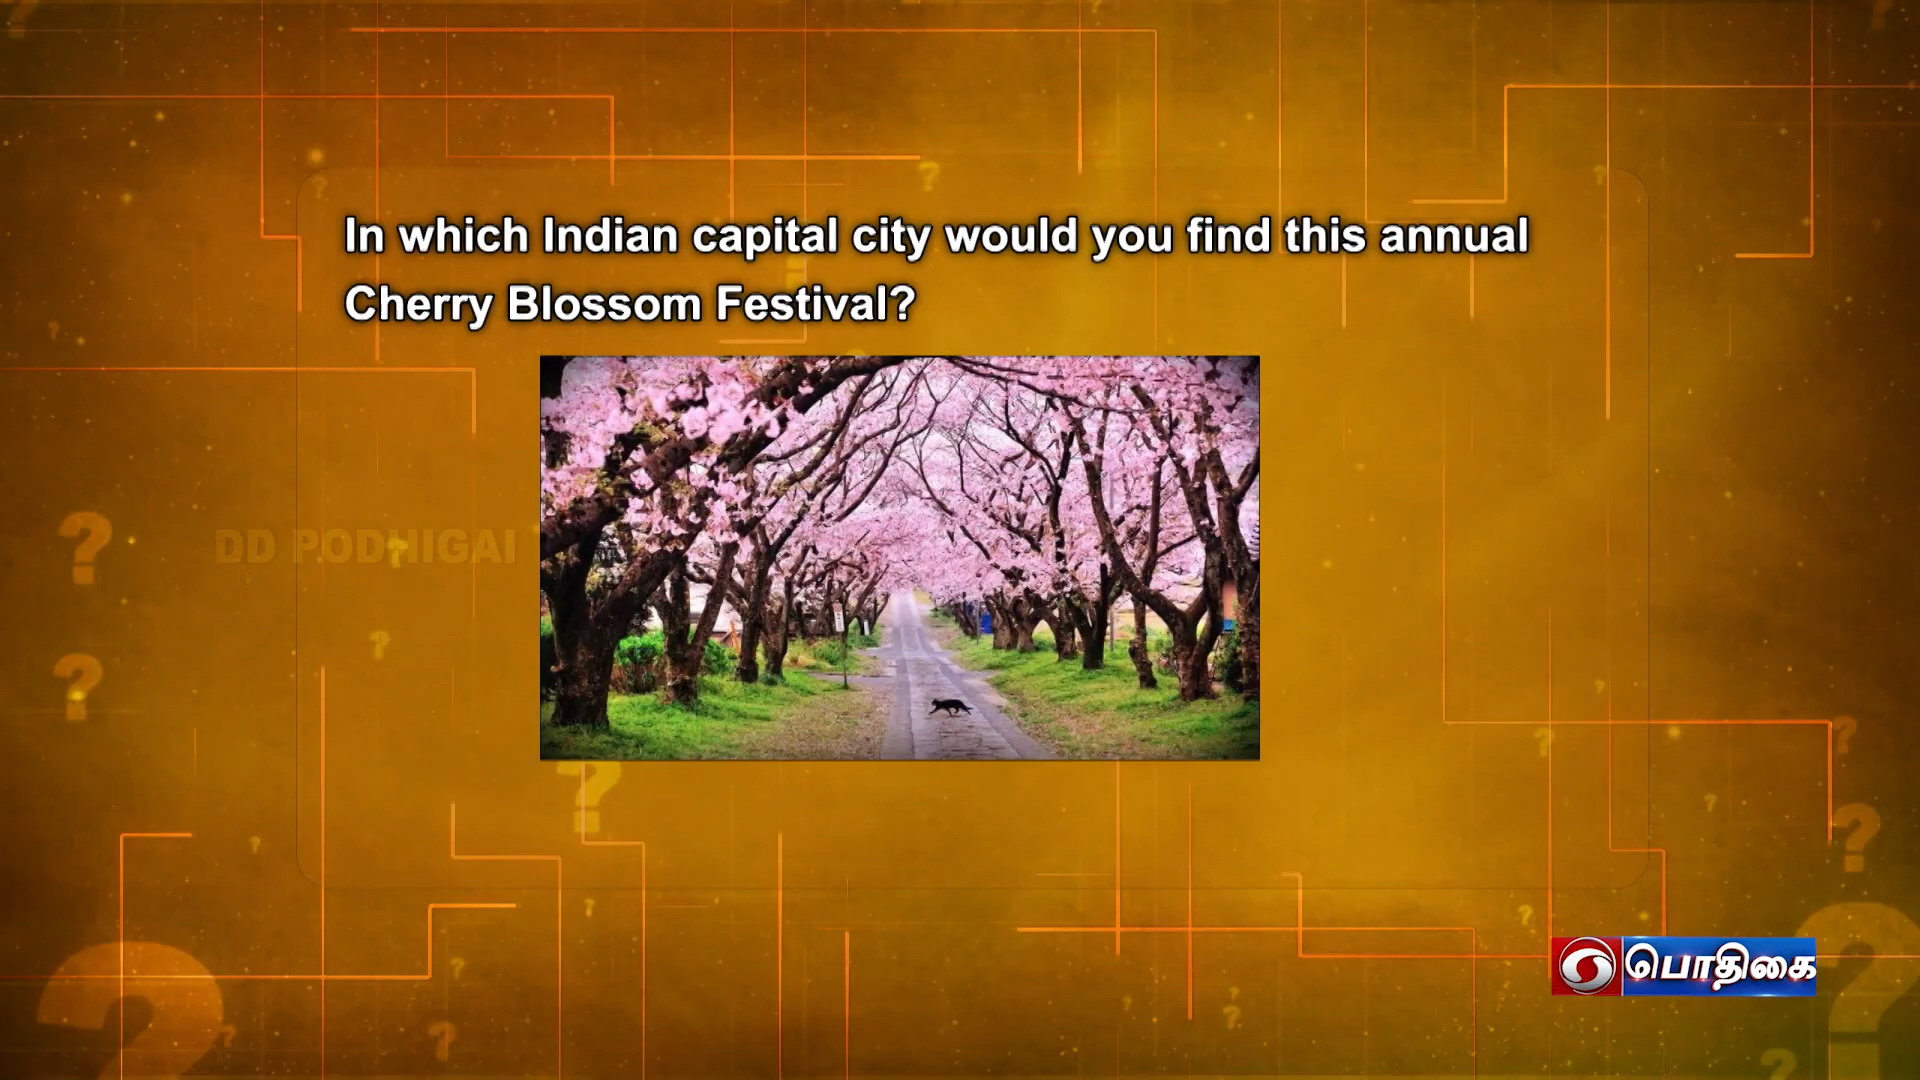 In which Indian capital city would you find this annual
Cherry Blossom Festival?
DD PODHIGAI
பொதிகை